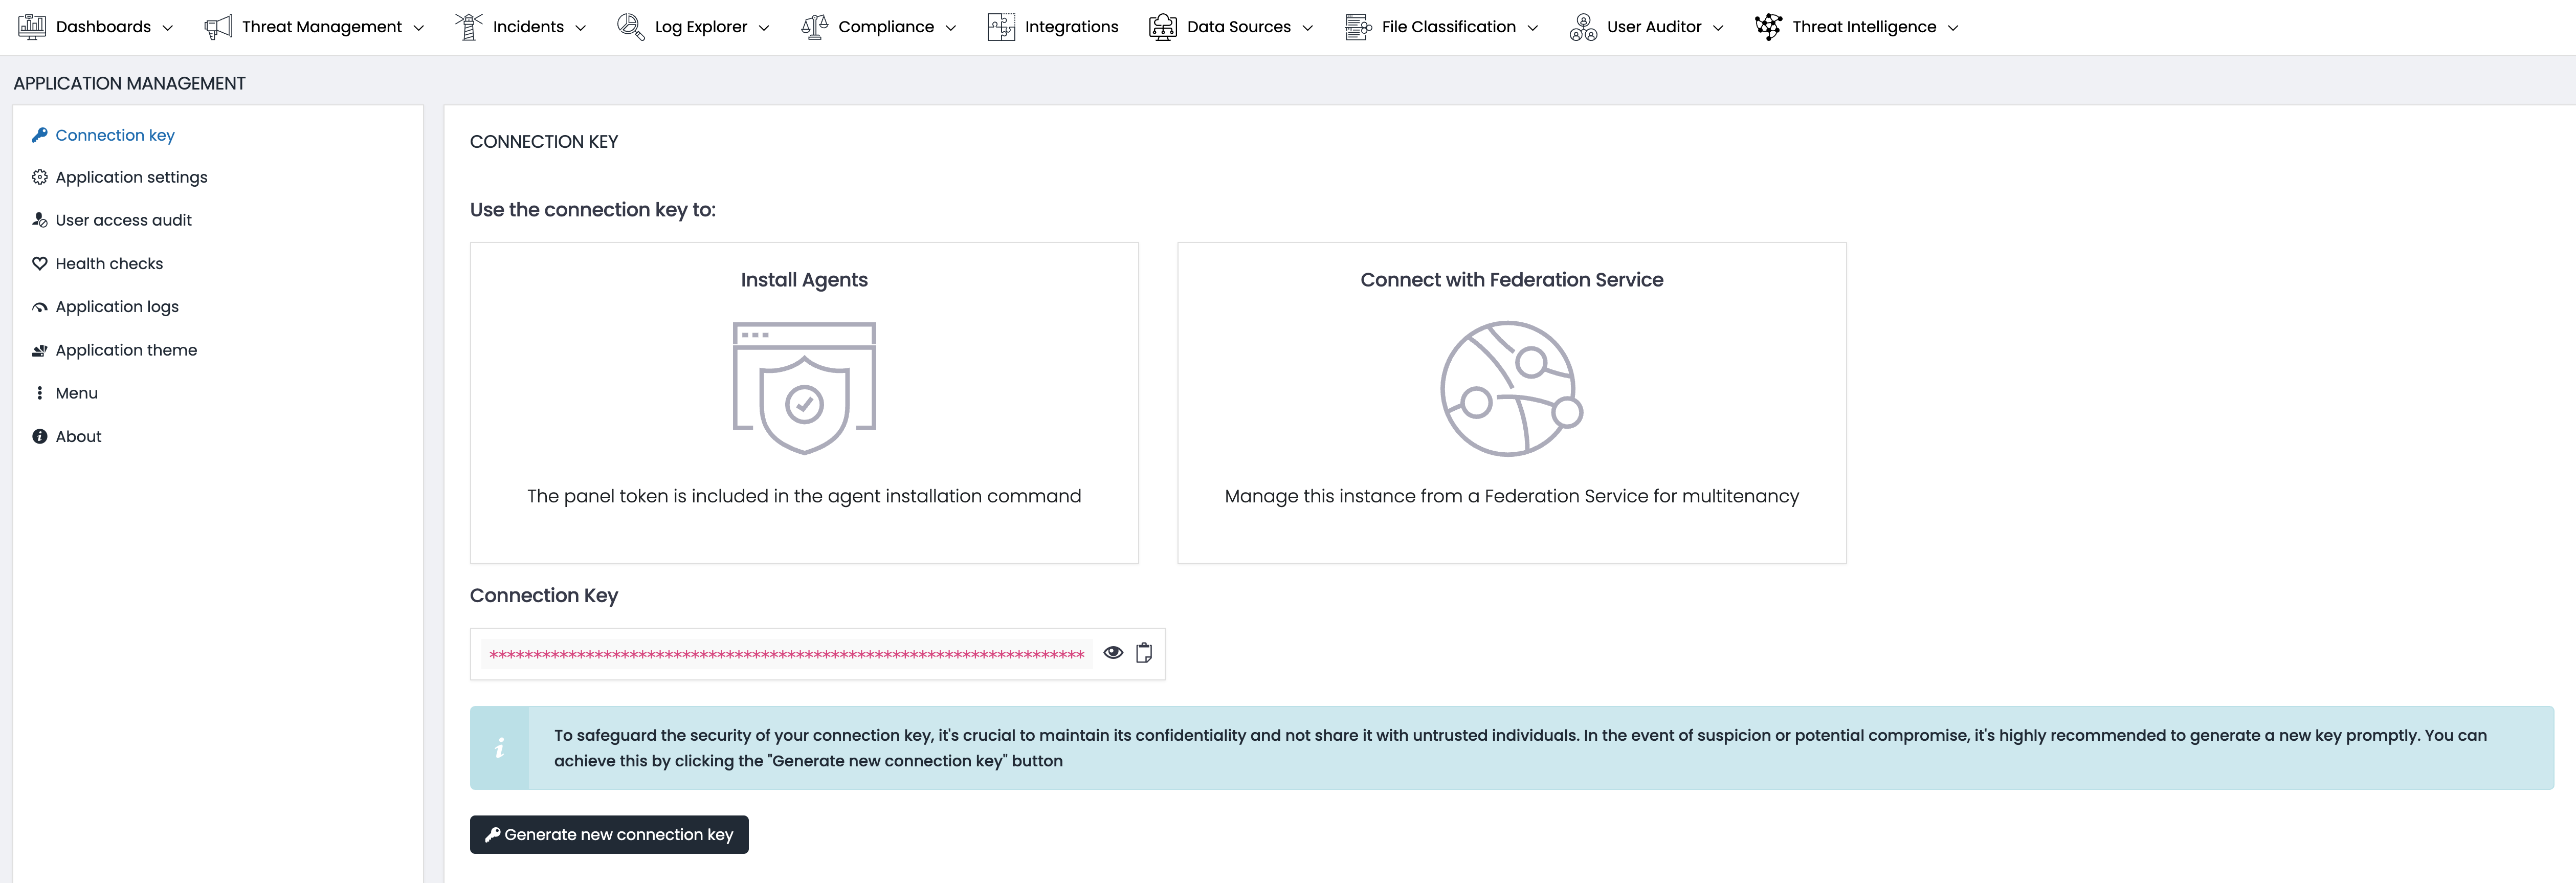 Dashboards
Threat Management
Incidents
Log Explorer
Compliance
Integrations
Data Sources
File Classification
User Auditor
Threat Intelligence
APPLICATION MANAGEMENT
Connection key
Application settings
User access audit
Health checks
Application logs
Application theme
Menu
About
CONNECTION KEY
Use the connection key to:
Install Agents
The panel token is included in the agent installation command
Connect with Federation Service
Manage this instance from a Federation Service for multitenancy
Connection Key
********************************************************************
To safeguard the security of your connection key, it's crucial to maintain its confidentiality and not share it with untrusted individuals. In the event of suspicion or potential compromise, it's highly recommended to generate a new key promptly. You can
achieve this by clicking the "Generate new connection key" button
Generate new connection key